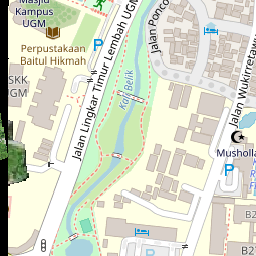 Masjid
Kampus
UGM
Perpustakaan
Baitul Hikmah
SKK
UGM
Jalan Lingkar Timur Lembah UGM
Kali Belik
Jalan Ponco
Jalan Nukirretaw
Musholla
P
P
P
R
B2
B2